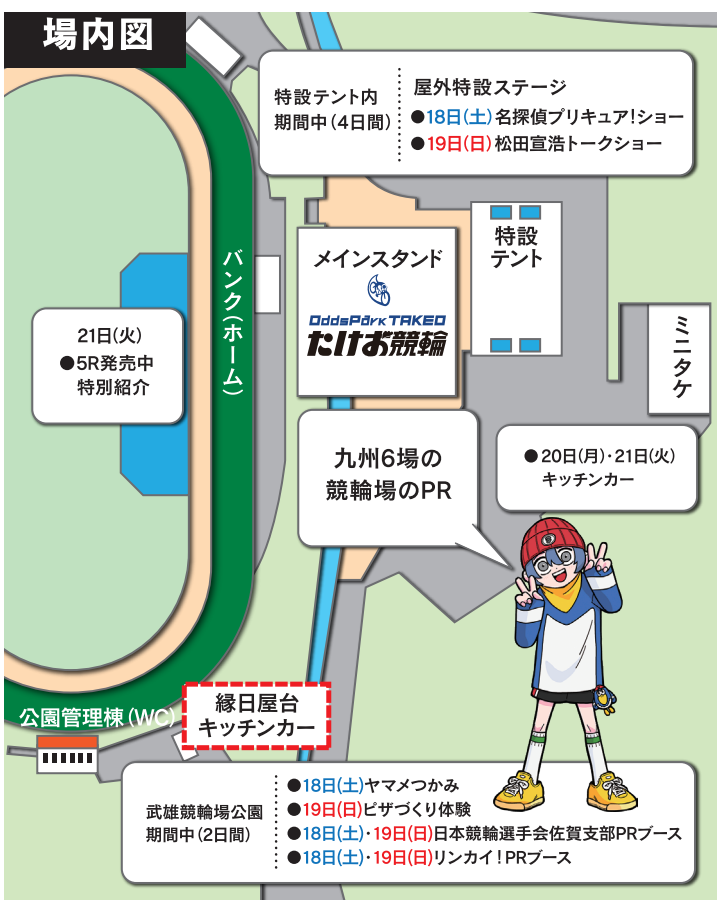 場内図
特設テント内
期間中(4日間)
屋外特設ステージ
●18日(土)名探偵プリキュア!ショー
●19日(日)松田宣浩トークショー
バンク(ホーム)
メインスタンド
OddsPark TAKEO
たけお競輪
特設
テント
ミニタケ
21日(火)
●5R発売中
特別紹介
九州6場の
競輪場のPR
●20日(月)・21日(火)
キッチンカー
公園管理棟(WC)
縁日屋台
キッチンカー
武雄競輪場公園
期間中(2日間)
●18日(土)ヤマメつかみ
●19日(日)ピザづくり体験
●18日(土)・19日(日)日本競輪選手会佐賀支部PRブース
●18日(土)・19日(日)リンカイ!PRブース